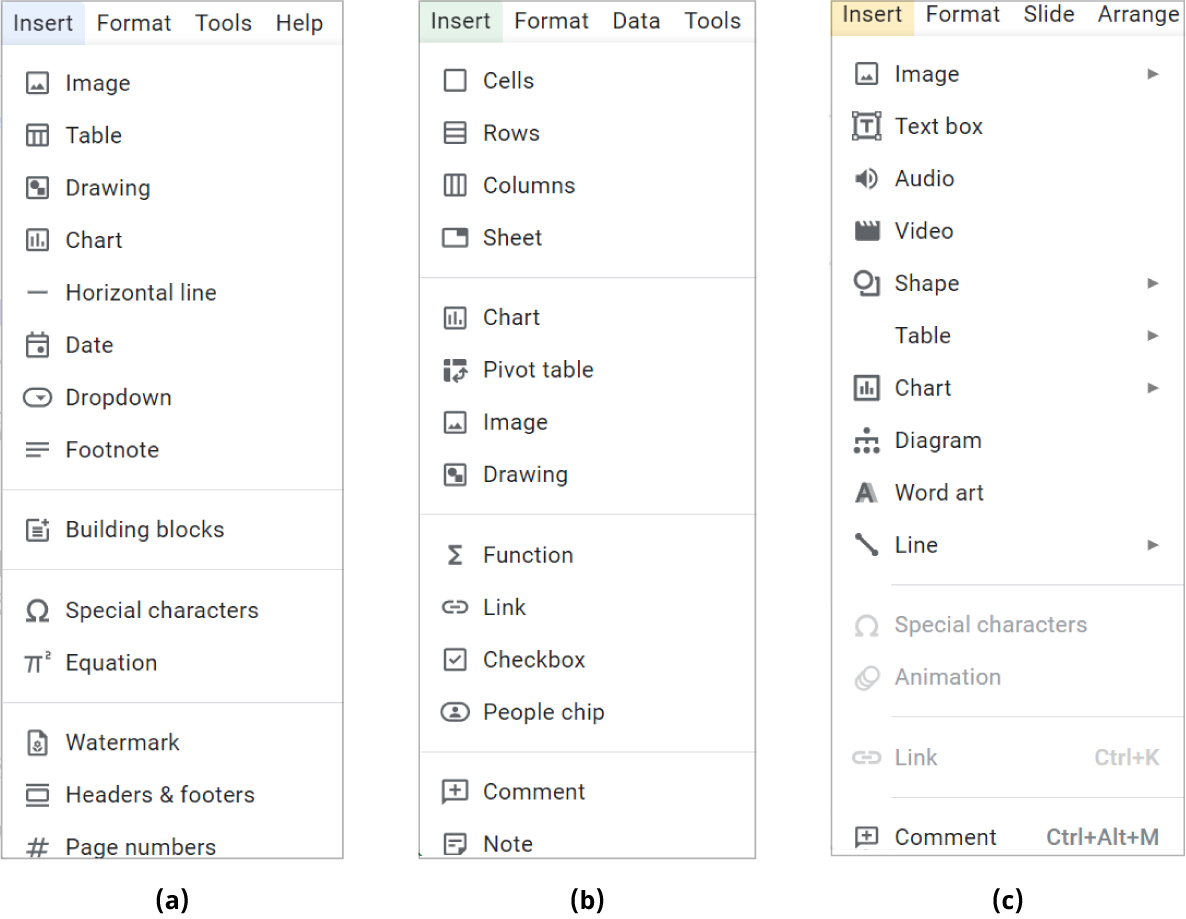 Insert Format Tools Help
Image
Table
Drawing
Chart
Horizontal line
Date
Dropdown
Footnote
Building blocks
Special characters
Equation
Watermark
Headers & footers
Page numbers
(a)
Insert Format Data Tools
Cells
Rows
Columns
Sheet
Chart
Pivot table
Image
Drawing
Function
Link
Checkbox
People chip
Comment
Note
(b)
Insert Format Slide Arrange
Image
Text box
Audio
Video
Shape
Table
Chart
Diagram
Word art
Line
Special characters
Animation
Link Ctrl+K
Comment Ctrl+Alt+M
(c)